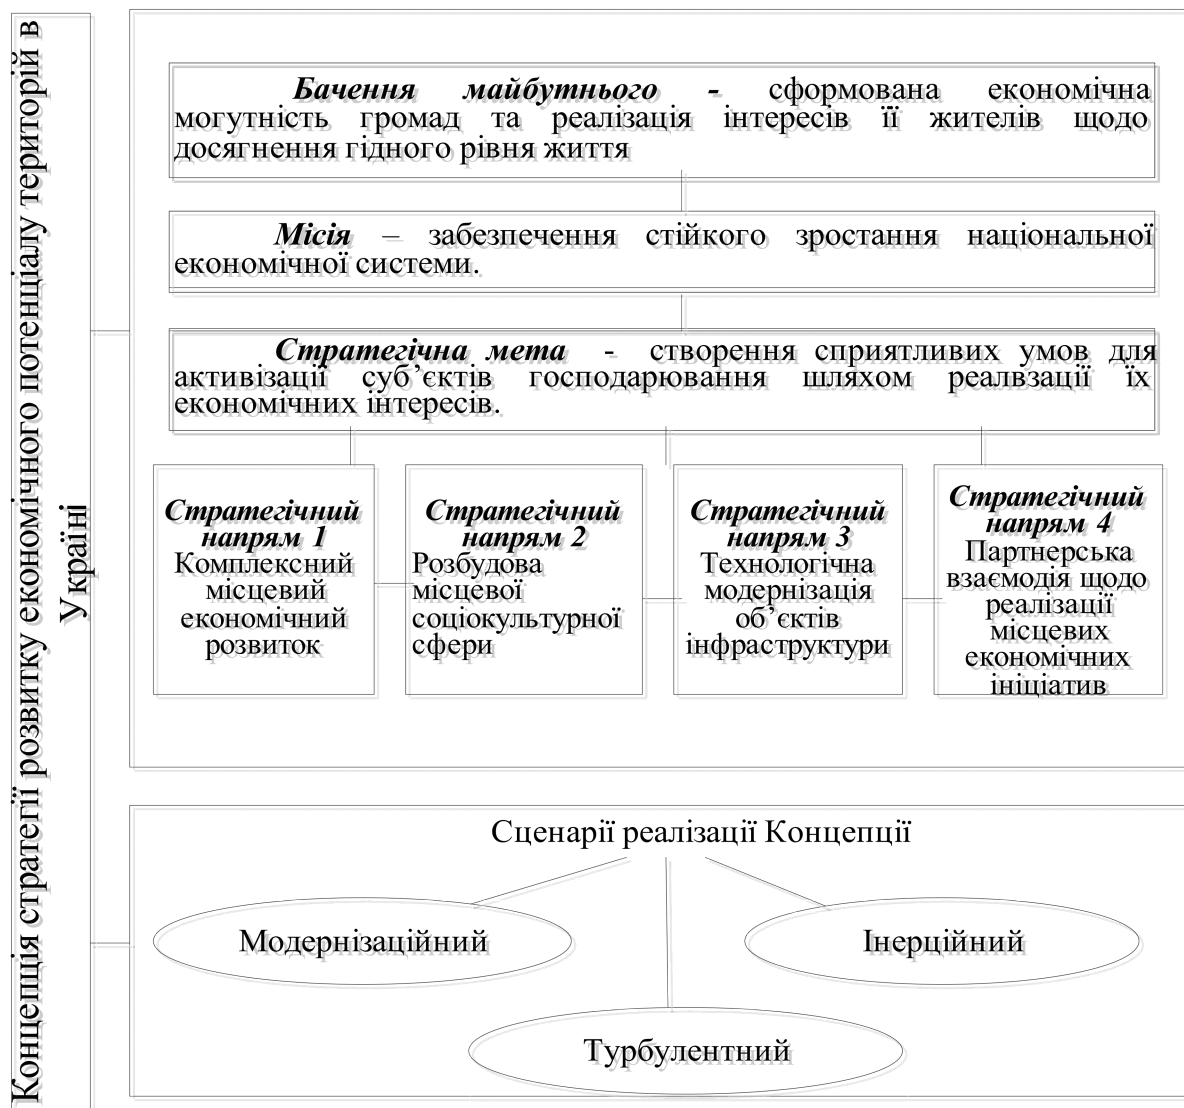 Концепція стратегії розвитку економічного потенціалу територій в
Україні
Бачення майбутнього - сформована економічна
могутність громад та реалізація інтересів її жителів щодо
досягнення гідного рівня життя
Місія – забезпечення стійкого зростання національної
економічної системи.
Стратегічна мета - створення сприятливих умов для
активізації суб’єктів господарювання шляхом реалвзації їх
економічних інтересів.
Стратегічний
напрям 1
Комплексний
місцевий
економічний
розвиток
Стратегічний
напрям 2
Розбудова
місцевої
соціокультурної
сфери
Стратегічний
напрям 3
Технологічна
модернізація
об’єктів
інфраструктури
Стратегічний
напрям 4
Партнерська
взаємодія щодо
реалізації
місцевих
економічних
ініціатив
Сценарії реалізації Концепції
Модернізаційний
Інерційний
Турбулентний